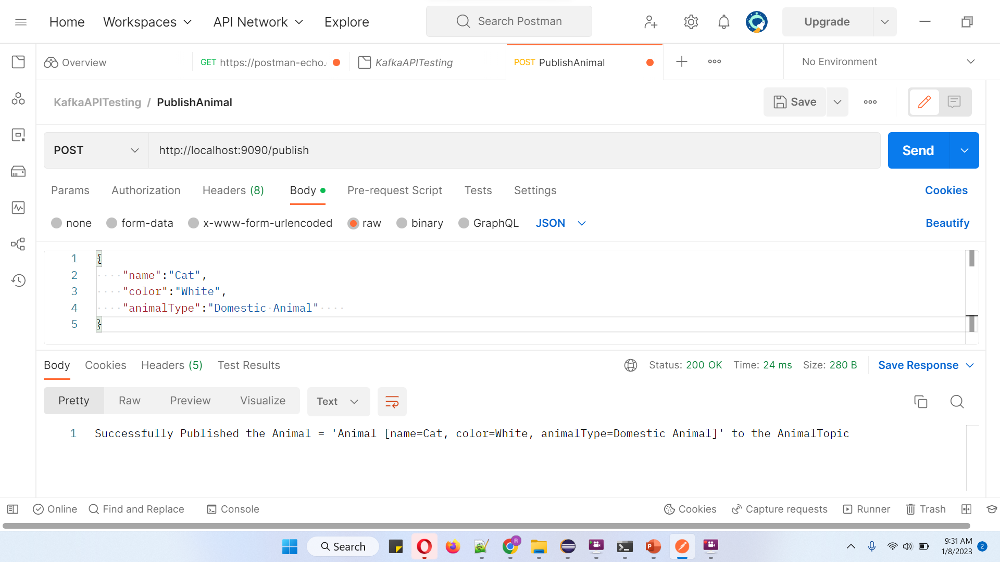 Home Workspaces API Network Explore Search Postman Upgrade
Overview GET https://postman-echo. KafkaAPITesting POST PublishAnimal No Environment
KafkaAPITesting / PublishAnimal Save
POST http://localhost:9090/publish Send
Params Authorization Headers (8) Body Pre-request Script Tests Settings Cookies
none form-data x-www-form-urlencoded raw binary GraphQL JSON Beautify
1 {
2 "name":"Cat",
3 "color":"White",
4 "animalType":"Domestic Animal"
5 }
Body Cookies Headers (5) Test Results Status: 200 OK Time: 24 ms Size: 280 B Save Response
Pretty Raw Preview Visualize Text
1 Successfully Published the Animal = 'Animal [name=Cat, color=White, animalType=Domestic Animal]' to the AnimalTopic
Online Find and Replace Console Cookies Capture requests Runner Trash
Search R P 9:31 AM
1/8/2023 2